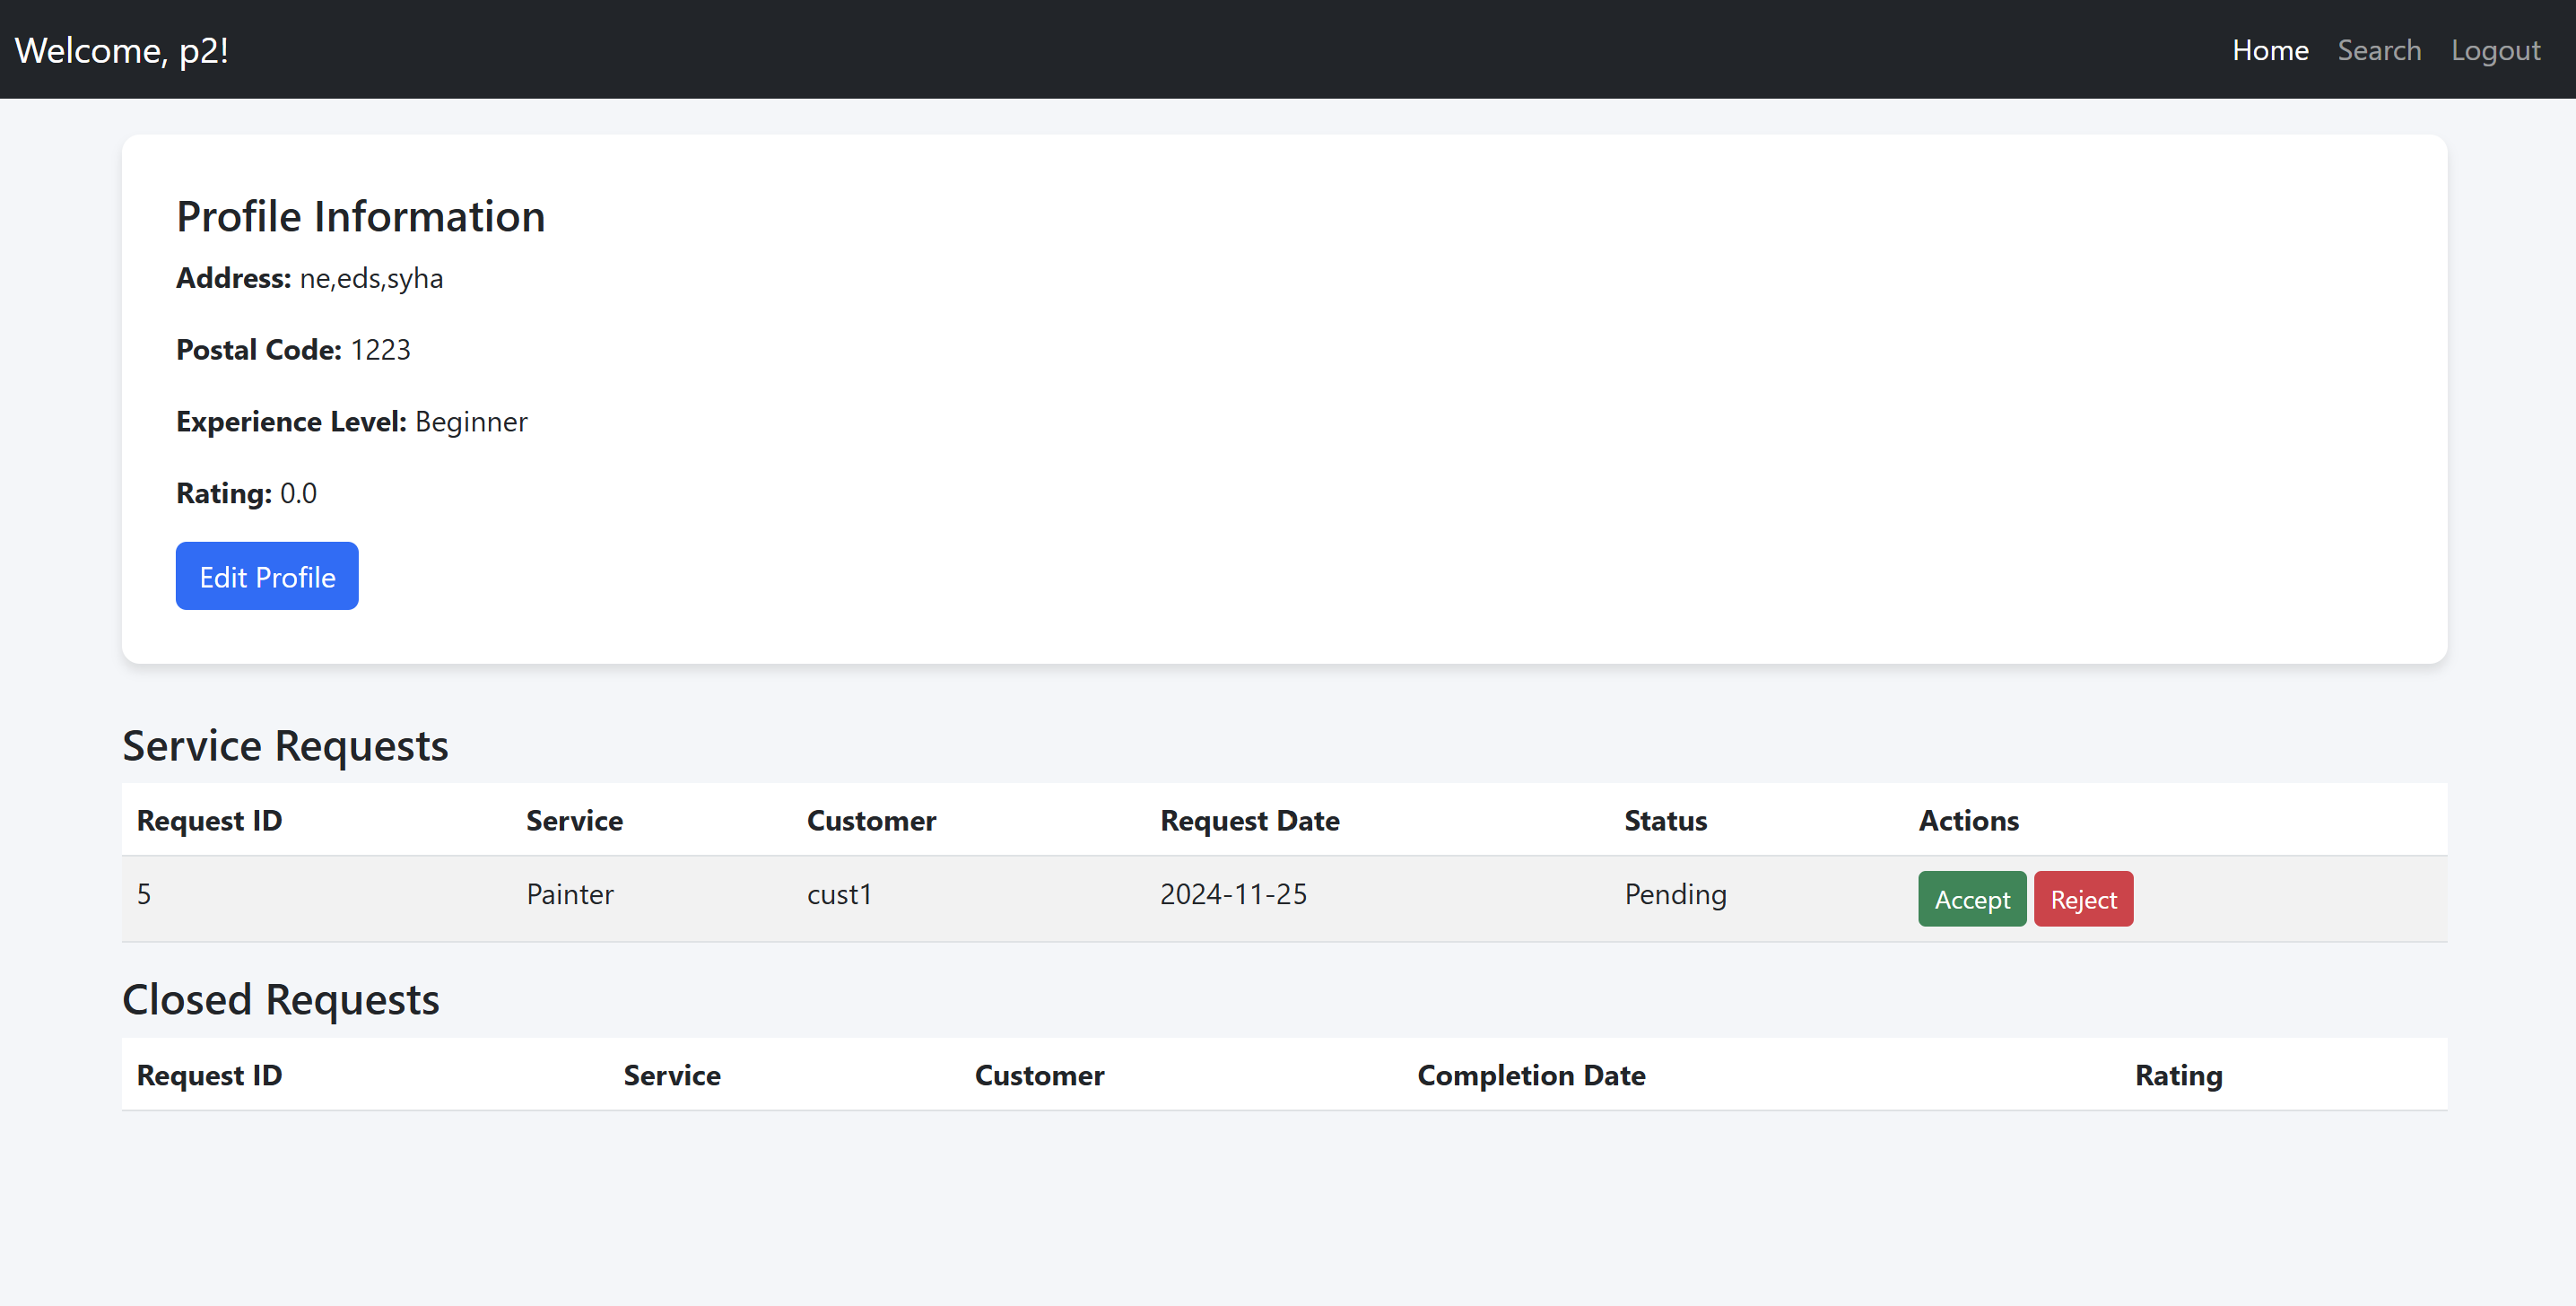 Welcome, p2! Home Search Logout
Profile Information
Address: ne,eds,syha
Postal Code: 1223
Experience Level: Beginner
Rating: 0.0
Edit Profile
Service Requests
Request ID Service Customer Request Date Status Actions
5 Painter cust1 2024-11-25 Pending Accept Reject
Closed Requests
Request ID Service Customer Completion Date Rating